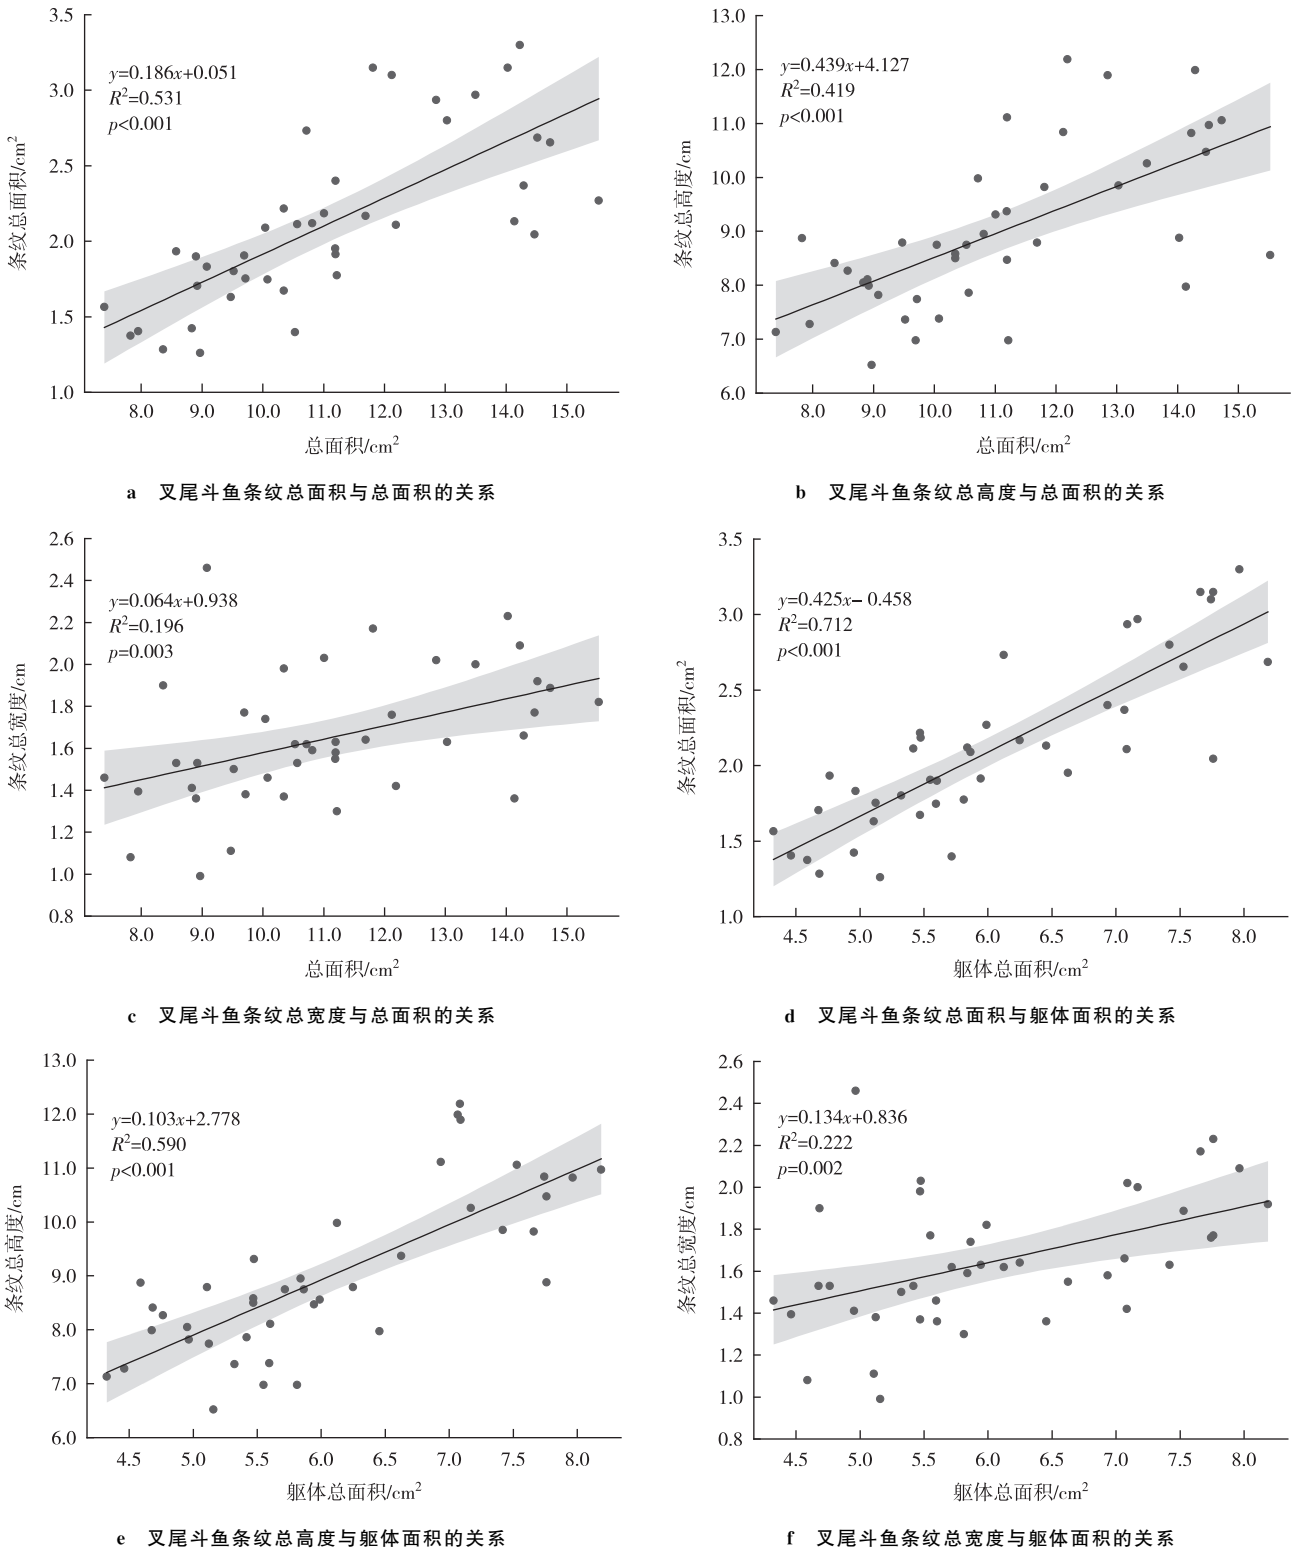 3.5
3.0
2.5
2.0
1.5
1.0
条纹总面积/cm²
y=0.186x+0.051
R²=0.531
p<0.001
8.0 9.0 10.0 11.0 12.0 13.0 14.0 15.0
总面积/cm²
a 叉尾斗鱼条纹总面积与总面积的关系
13.0
12.0
11.0
10.0
9.0
8.0
7.0
6.0
条纹总高度/cm
y=0.439x+4.127
R²=0.419
p<0.001
8.0 9.0 10.0 11.0 12.0 13.0 14.0 15.0
总面积/cm²
b 叉尾斗鱼条纹总高度与总面积的关系
2.6
2.4
2.2
2.0
1.8
1.6
1.4
1.2
1.0
0.8
条纹总宽度/cm
y=0.064x+0.938
R²=0.196
p=0.003
8.0 9.0 10.0 11.0 12.0 13.0 14.0 15.0
总面积/cm²
c 叉尾斗鱼条纹总宽度与总面积的关系
3.5
3.0
2.5
2.0
1.5
1.0
条纹总面积/cm²
y=0.425x− 0.458
R²=0.712
p<0.001
4.5 5.0 5.5 6.0 6.5 7.0 7.5 8.0
躯体总面积/cm²
d 叉尾斗鱼条纹总面积与躯体面积的关系
13.0
12.0
11.0
10.0
9.0
8.0
7.0
6.0
条纹总高度/cm
y=0.103x+2.778
R²=0.590
p<0.001
4.5 5.0 5.5 6.0 6.5 7.0 7.5 8.0
躯体总面积/cm²
e 叉尾斗鱼条纹总高度与躯体面积的关系
2.6
2.4
2.2
2.0
1.8
1.6
1.4
1.2
1.0
0.8
条纹总宽度/cm
y=0.134x+0.836
R²=0.222
p=0.002
4.5 5.0 5.5 6.0 6.5 7.0 7.5 8.0
躯体总面积/cm²
f 叉尾斗鱼条纹总宽度与躯体面积的关系